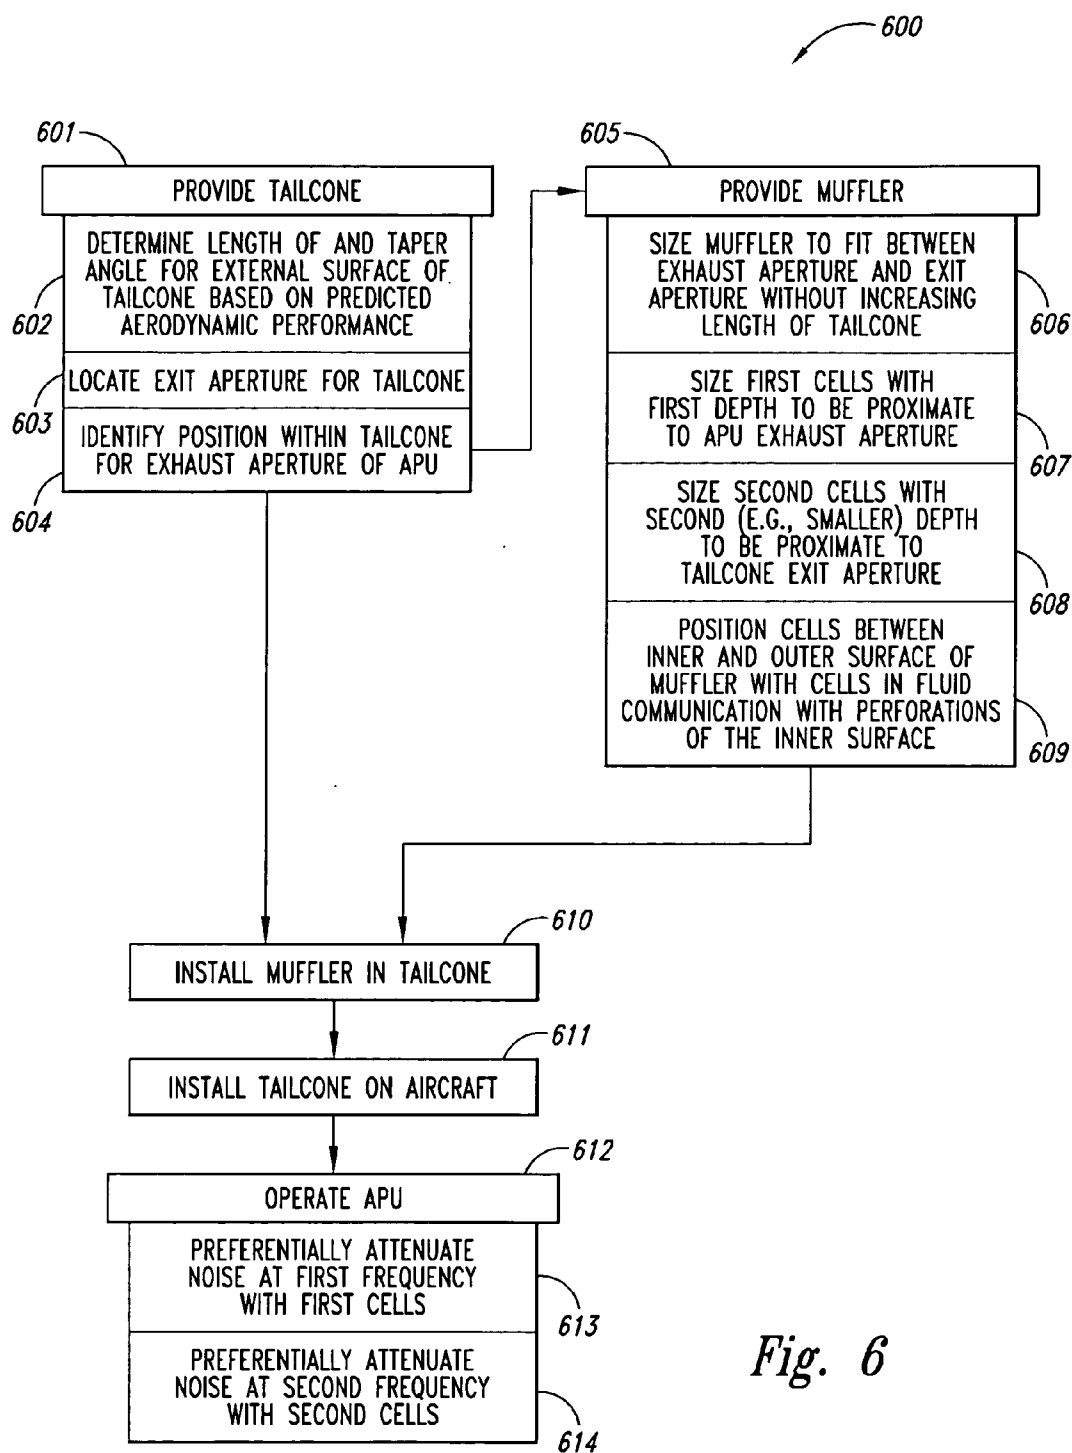 600
601
PROVIDE TAILCONE
DETERMINE LENGTH OF AND TAPER
ANGLE FOR EXTERNAL SURFACE OF
TAILCONE BASED ON PREDICTED
AERODYNAMIC PERFORMANCE
602
LOCATE EXIT APERTURE FOR TAILCONE
603
IDENTIFY POSITION WITHIN TAILCONE
FOR EXHAUST APERTURE OF APU
604
605
PROVIDE MUFFLER
SIZE MUFFLER TO FIT BETWEEN
EXHAUST APERTURE AND EXIT
APERTURE WITHOUT INCREASING
LENGTH OF TAILCONE
606
SIZE FIRST CELLS WITH
FIRST DEPTH TO BE PROXIMATE
TO APU EXHAUST APERTURE
607
SIZE SECOND CELLS WITH
SECOND (E.G., SMALLER) DEPTH
TO BE PROXIMATE TO
TAILCONE EXIT APERTURE
608
POSITION CELLS BETWEEN
INNER AND OUTER SURFACE OF
MUFFLER WITH CELLS IN FLUID
COMMUNICATION WITH PERFORATIONS
OF THE INNER SURFACE
609
610
INSTALL MUFFLER IN TAILCONE
611
INSTALL TAILCONE ON AIRCRAFT
612
OPERATE APU
PREFERENTIALLY ATTENUATE
NOISE AT FIRST FREQUENCY
WITH FIRST CELLS
613
PREFERENTIALLY ATTENUATE
NOISE AT SECOND FREQUENCY
WITH SECOND CELLS
614
Fig. 6